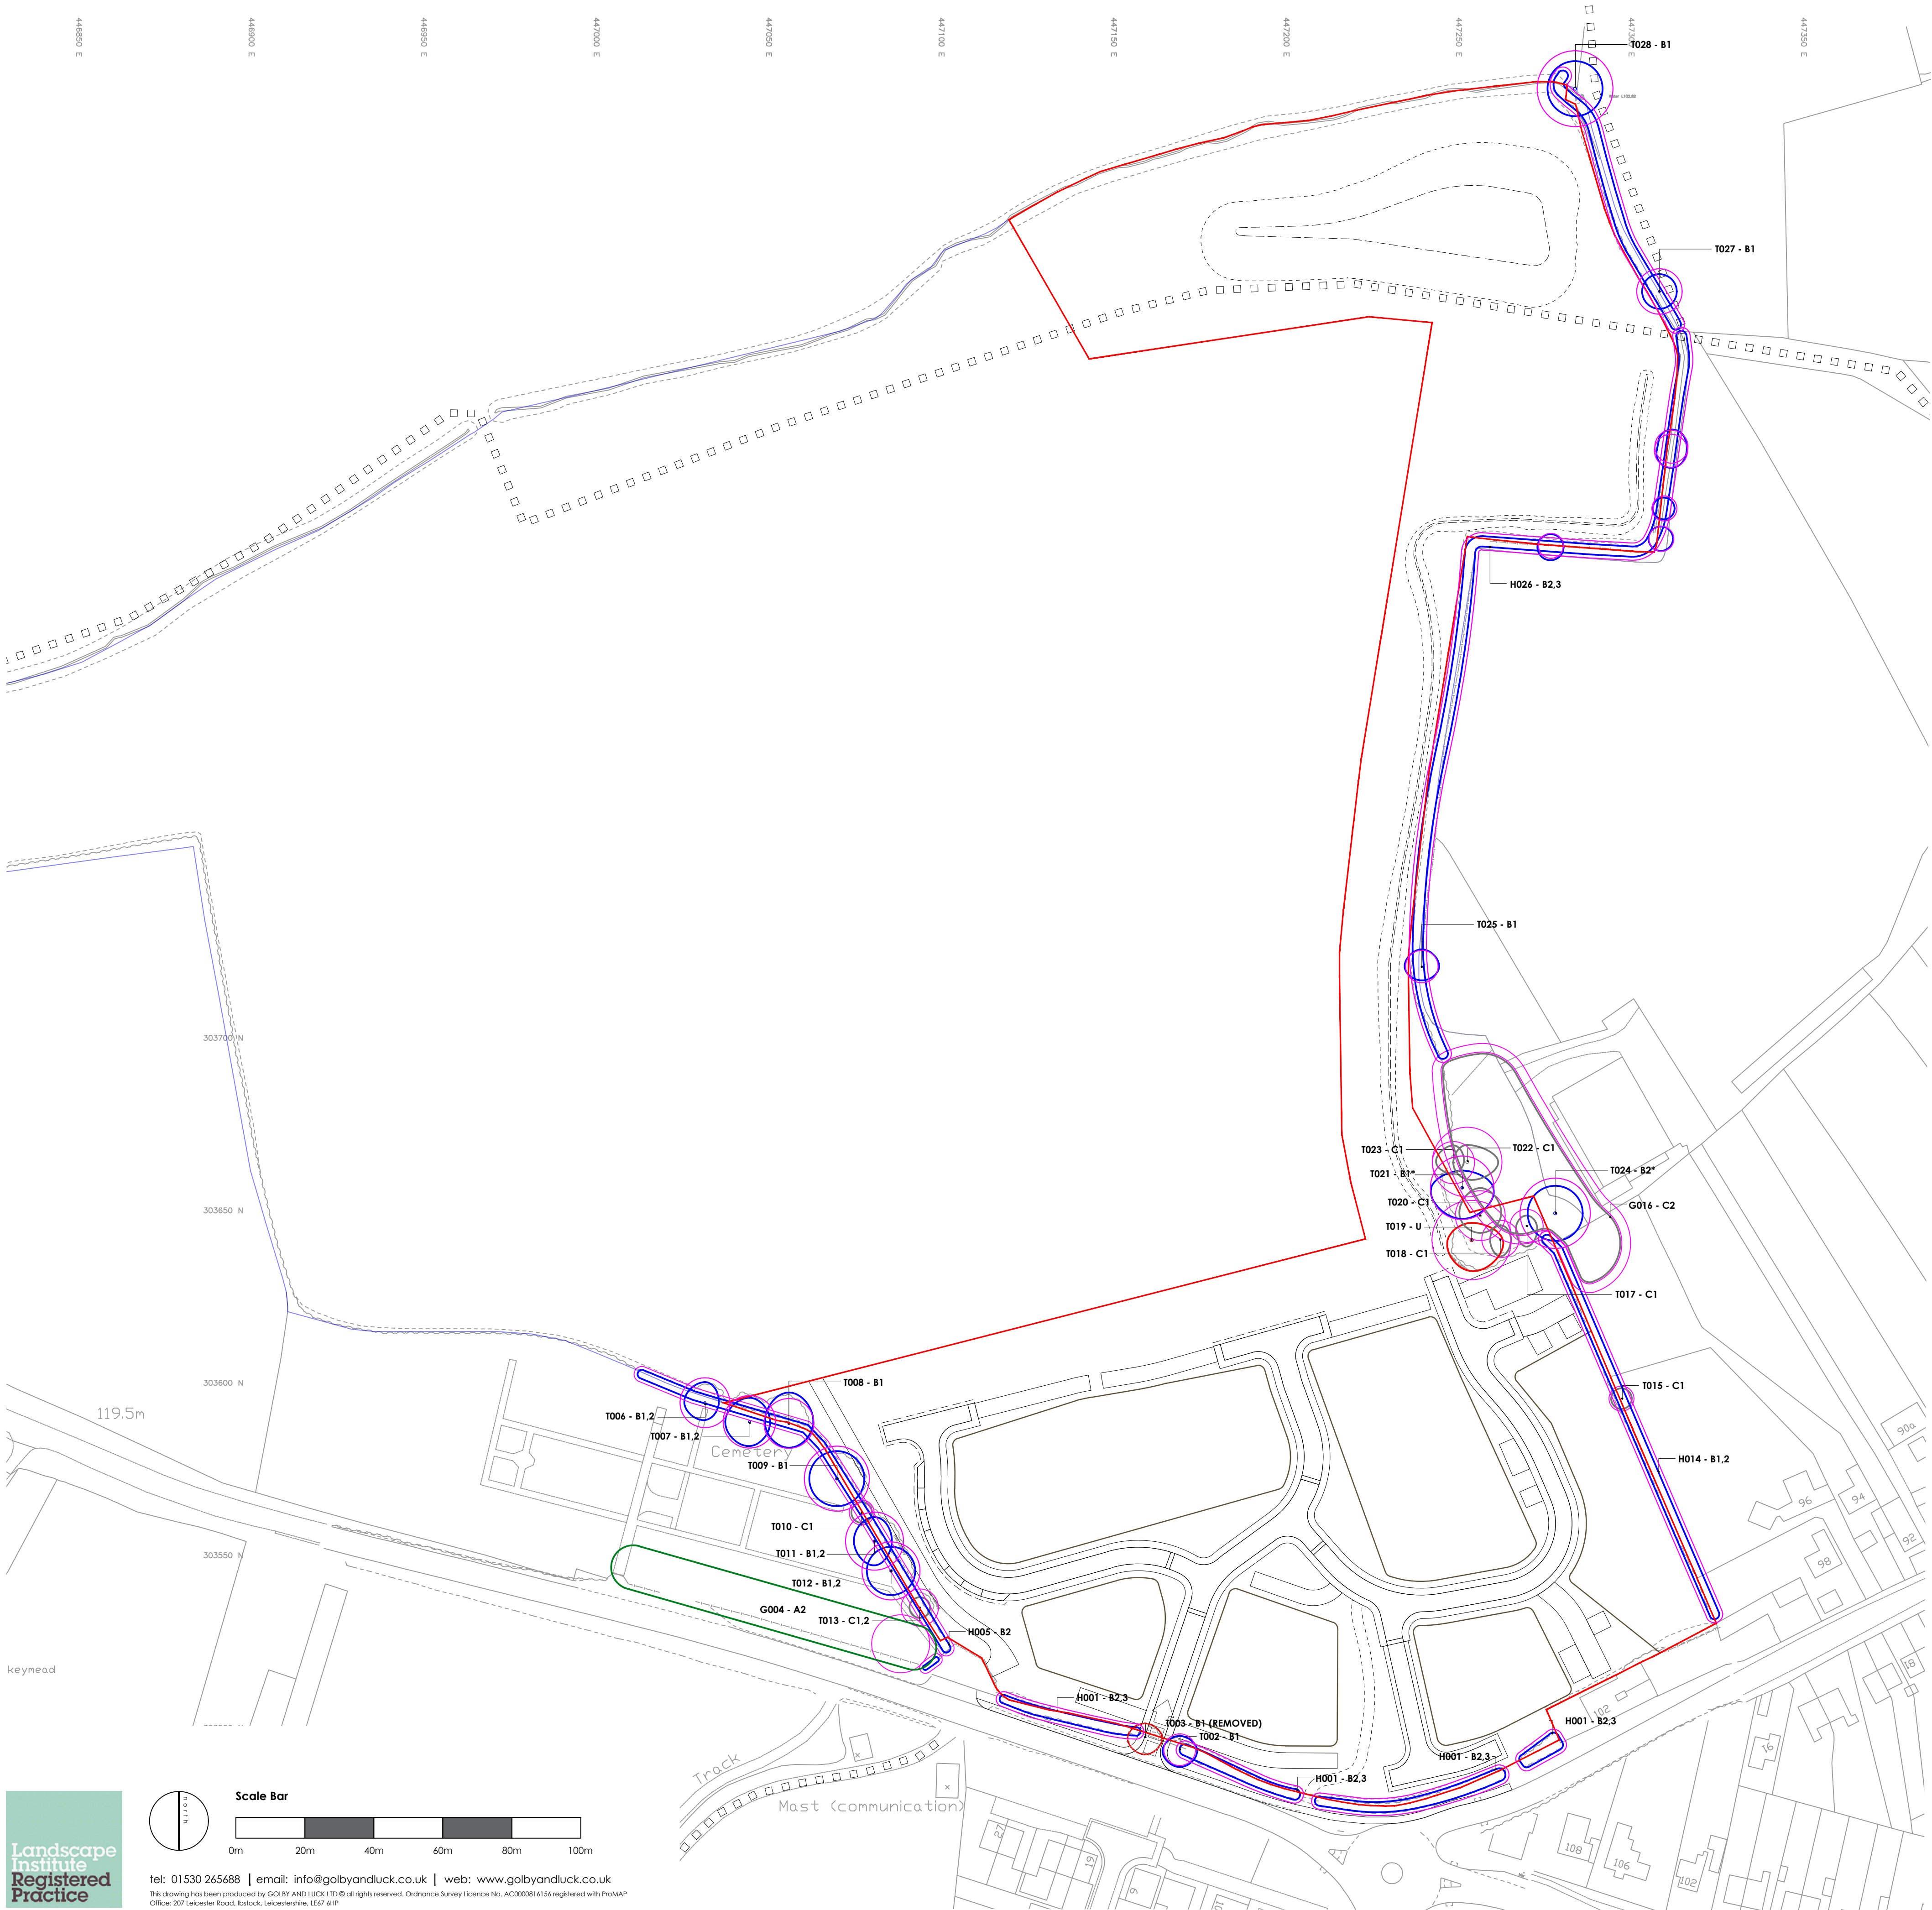 446850 E
446900 E
446950 E
447000 E
447050 E
447100 E
447150 E
447200 E
447250 E
447300 E
447350 E
T028 - B1
T027 - B1
H026 - B2,3
T025 - B1
303700 N
T023 - C1
T022 - C1
T021 - B1*
T024 - B2*
T020 - C1
G016 - C2
303650 N
T019 - U
T018 - C1
T017 - C1
303600 N
T008 - B1
T015 - C1
119.5m
T006 - B1,2
T007 - B1,2
Cemetery
90a
T009 - B1
H014 - B1,2
96
94
T010 - C1
92
303550 N
T011 - B1,2
98
T012 - B1,2
G004 - A2
T013 - C1,2
H005 - B2
keymead
18
H001 - B2,3
102
T003 - B1 (REMOVED)
H001 - B2,3
T002 - B1
16
H001 - B2,3
Track
H001 - B2,3
Mast (communication)
27
19
9
108
106
102
north
Scale Bar
0m 20m 40m 60m 80m 100m
Landscape
Institute
Registered
Practice
tel: 01530 265688 | email: info@golbyandluck.co.uk | web: www.golbyandluck.co.uk
This drawing has been produced by GOLBY AND LUCK LTD © all rights reserved. Ordnance Survey Licence No. AC0000816156 registered with ProMAP
Office: 207 Leicester Road, Ibstock, Leicestershire, LE67 6HP